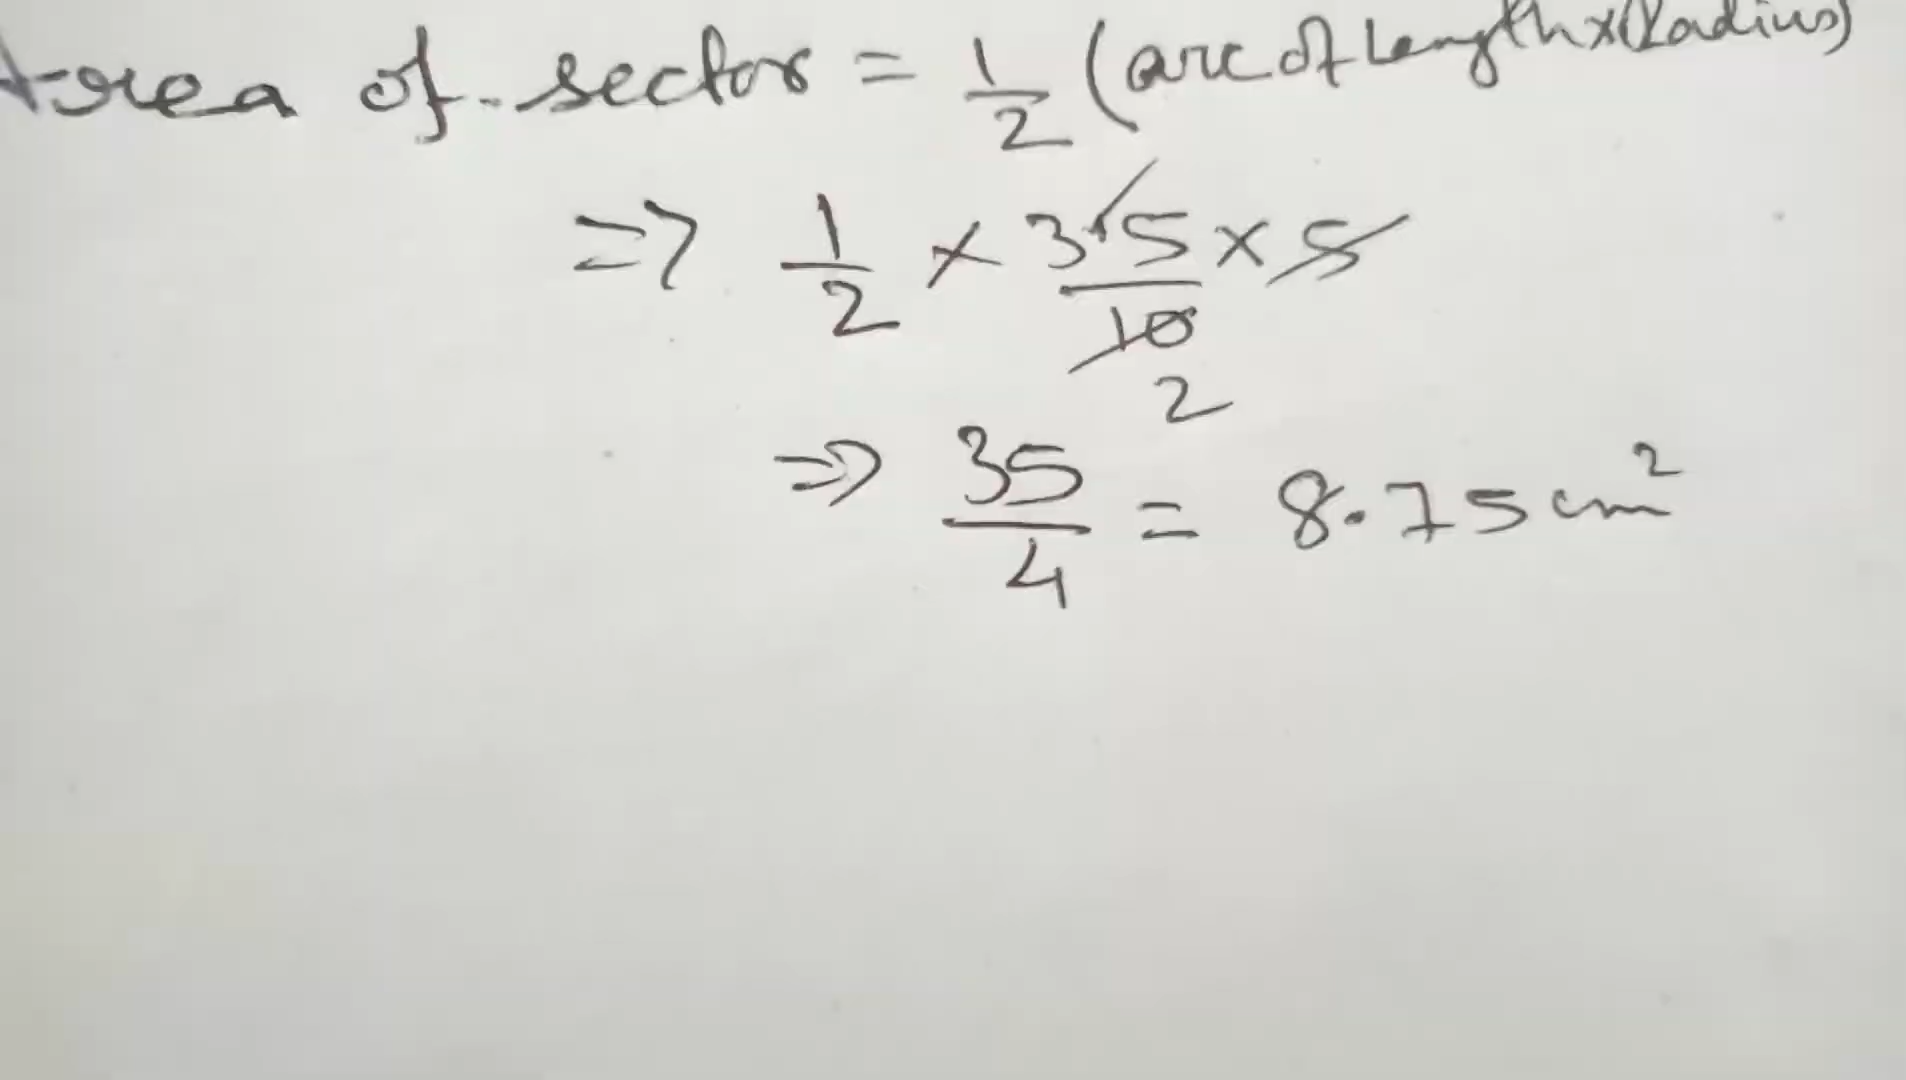 Area of sector = 1/2 (arc of length x (Radius)
=> 1/2 x 3.5/10 x 5
2
=> 35/4 = 8.75 cm²